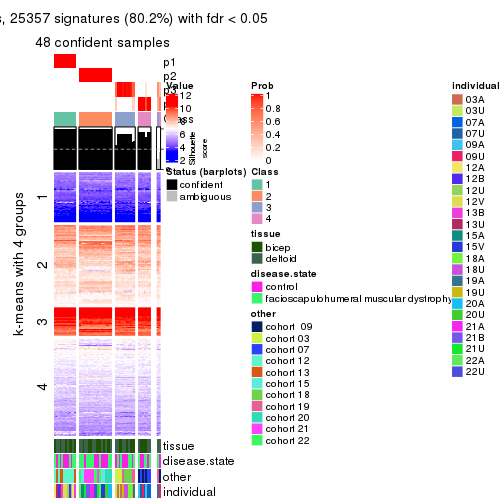 s, 25357 signatures (80.2%) with fdr < 0.05
48 confident samples
p1
p2
p3
Value
12
10
8
6
4
2
Silhouette
score
Status (barplots)
confident
ambiguous
Prob
1
0.8
0.6
0.4
0.2
0
Class
1
2
3
4
tissue
bicep
deltoid
disease.state
control
facioscapulohumeral muscular dystrophy
other
cohort 09
cohort 03
cohort 07
cohort 12
cohort 13
cohort 15
cohort 18
cohort 19
cohort 20
cohort 21
cohort 22
individual
03A
03U
07A
07U
09A
09U
12A
12B
12U
12V
13B
13U
15A
15V
18A
18U
19A
19U
20A
20U
21A
21B
21U
22A
22U
k-means with 4 groups
1
2
3
4
tissue
disease.state
other
individual